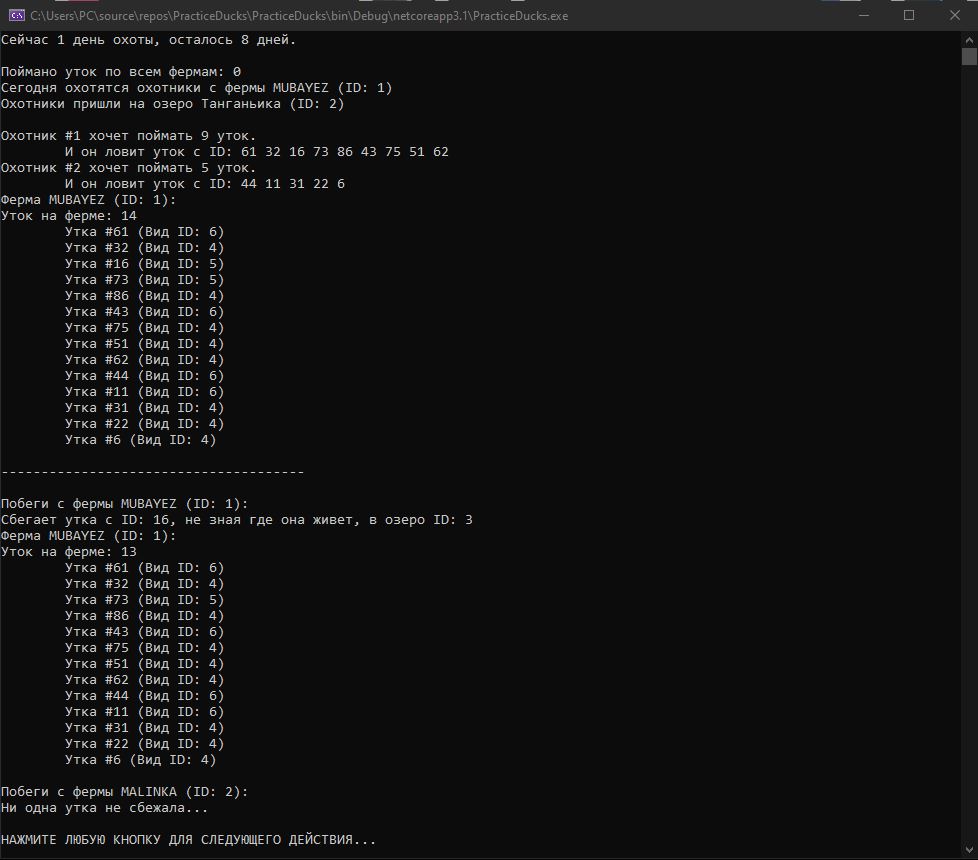 C:\Users\PC\source\repos\PracticeDucks\PracticeDucks\bin\Debug\netcoreapp3.1\PracticeDucks.exe
Сейчас 1 день охоты, осталось 8 дней.
Поймано уток по всем фермам: 0
Сегодня охотятся охотники с фермы MUBAYEZ (ID: 1)
Охотники пришли на озеро Танганьика (ID: 2)
Охотник #1 хочет поймать 9 уток.
И он ловит уток с ID: 61 32 16 73 86 43 75 51 62
Охотник #2 хочет поймать 5 уток.
И он ловит уток с ID: 44 11 31 22 6
Ферма MUBAYEZ (ID: 1):
Уток на ферме: 14
Утка #61 (Вид ID: 6)
Утка #32 (Вид ID: 4)
Утка #16 (Вид ID: 5)
Утка #73 (Вид ID: 5)
Утка #86 (Вид ID: 4)
Утка #43 (Вид ID: 6)
Утка #75 (Вид ID: 4)
Утка #51 (Вид ID: 4)
Утка #62 (Вид ID: 4)
Утка #44 (Вид ID: 6)
Утка #11 (Вид ID: 6)
Утка #31 (Вид ID: 4)
Утка #22 (Вид ID: 4)
Утка #6 (Вид ID: 4)
--------------------------------------
Побеги с фермы MUBAYEZ (ID: 1):
Сбегает утка с ID: 16, не зная где она живет, в озеро ID: 3
Ферма MUBAYEZ (ID: 1):
Уток на ферме: 13
Утка #61 (Вид ID: 6)
Утка #32 (Вид ID: 4)
Утка #73 (Вид ID: 5)
Утка #86 (Вид ID: 4)
Утка #43 (Вид ID: 6)
Утка #75 (Вид ID: 4)
Утка #51 (Вид ID: 4)
Утка #62 (Вид ID: 4)
Утка #44 (Вид ID: 6)
Утка #11 (Вид ID: 6)
Утка #31 (Вид ID: 4)
Утка #22 (Вид ID: 4)
Утка #6 (Вид ID: 4)
Побеги с фермы MALINKA (ID: 2):
Ни одна утка не сбежала...
НАЖМИТЕ ЛЮБУЮ КНОПКУ ДЛЯ СЛЕДУЮЩЕГО ДЕЙСТВИЯ...